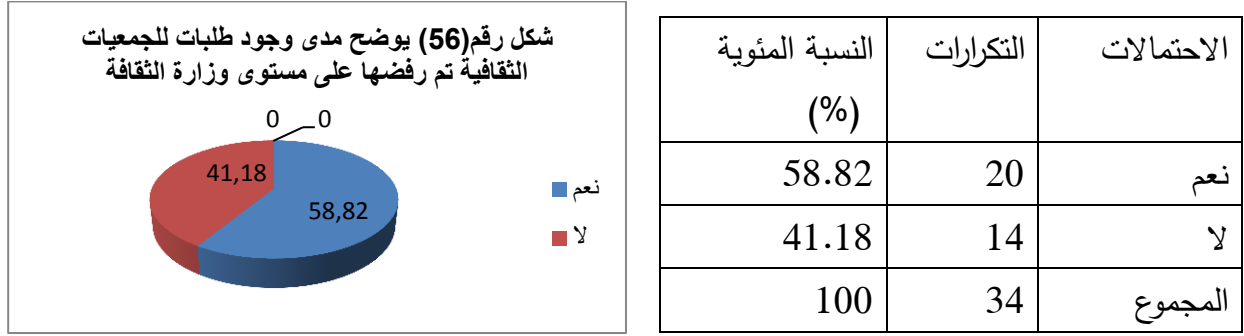 شكل رقم(56) يوضح مدى وجود طلبات للجمعيات
الثقافية تم رفضها على مستوى وزارة الثقافة
0 0
41,18
58,82
نعم
لا
الاحتمالات التكرارات النسبة المئوية
(%)
نعم 20 58.82
لا 14 41.18
المجموع 34 100